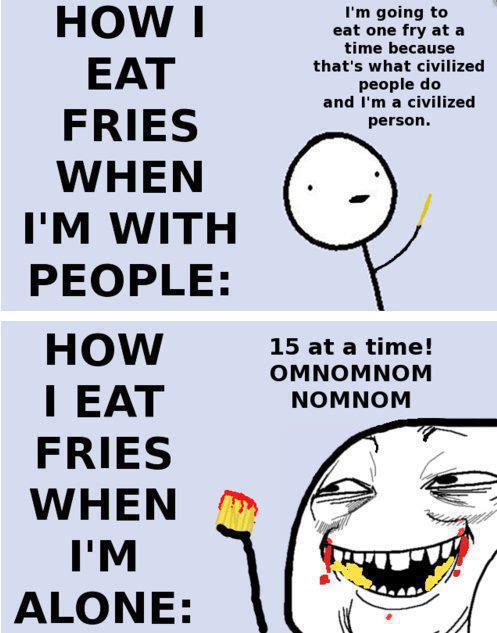 HOW I
EAT
FRIES
WHEN
I'M WITH
PEOPLE:
I'm going to
eat one fry at a
time because
that's what civilized
people do
and I'm a civilized
person.
HOW
I EAT
FRIES
WHEN
I'M
ALONE:
15 at a time!
OMNOMNOM
NOMNOM